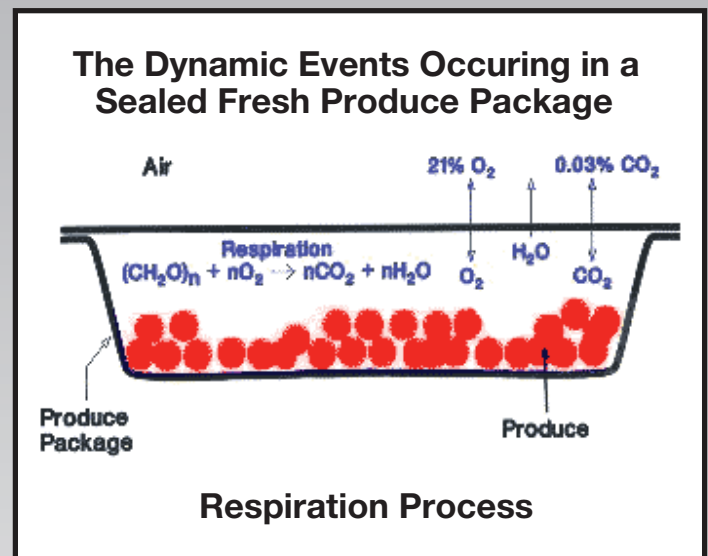 The Dynamic Events Occuring in a
Sealed Fresh Produce Package
Air
21% O₂
0.03% CO₂
Respiration
(CH₂O)n + nO₂ -> nCO₂ + nH₂O
O₂
H₂O
CO₂
Produce
Package
Produce
Respiration Process